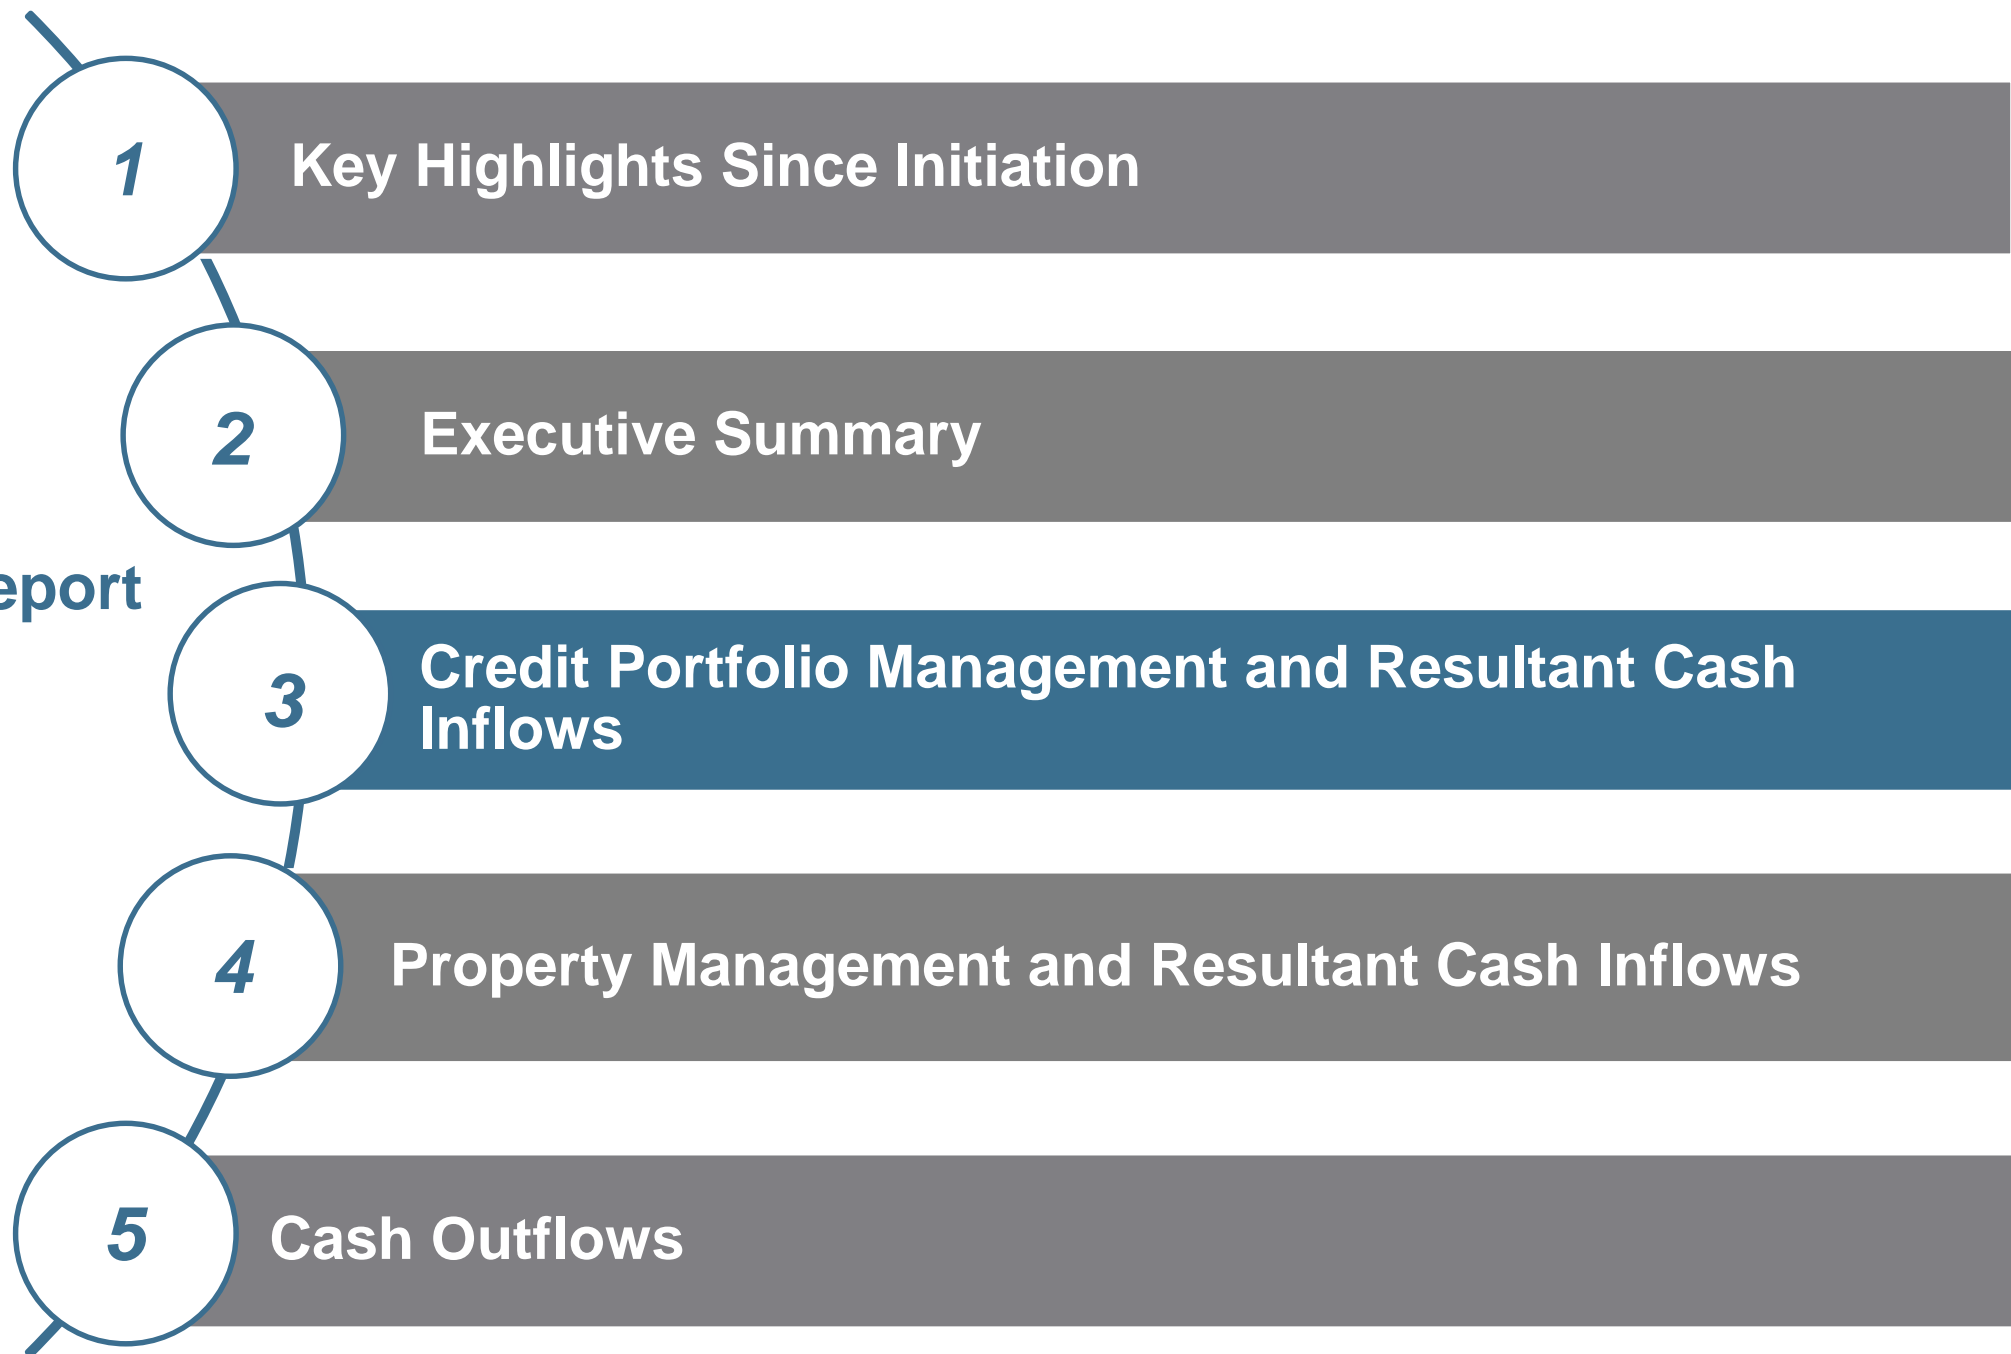 1
Key Highlights Since Initiation
2
Executive Summary
eport
3
Credit Portfolio Management and Resultant Cash
Inflows
4
Property Management and Resultant Cash Inflows
5
Cash Outflows